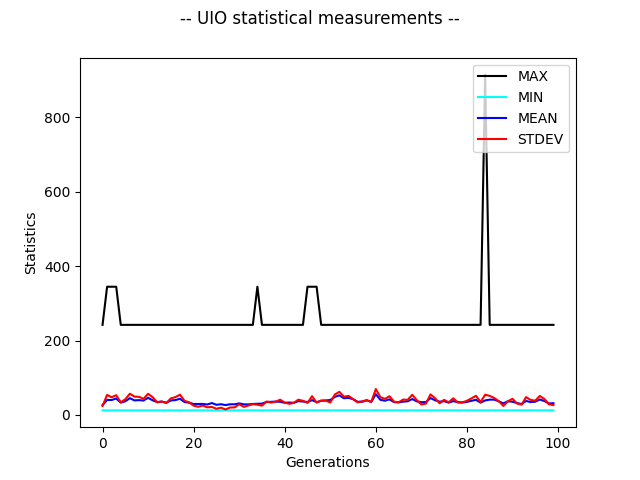 -- UIO statistical measurements --
MAX
MIN
MEAN
STDEV
800
600
400
200
0
Statistics
0
20
40
60
80
100
Generations